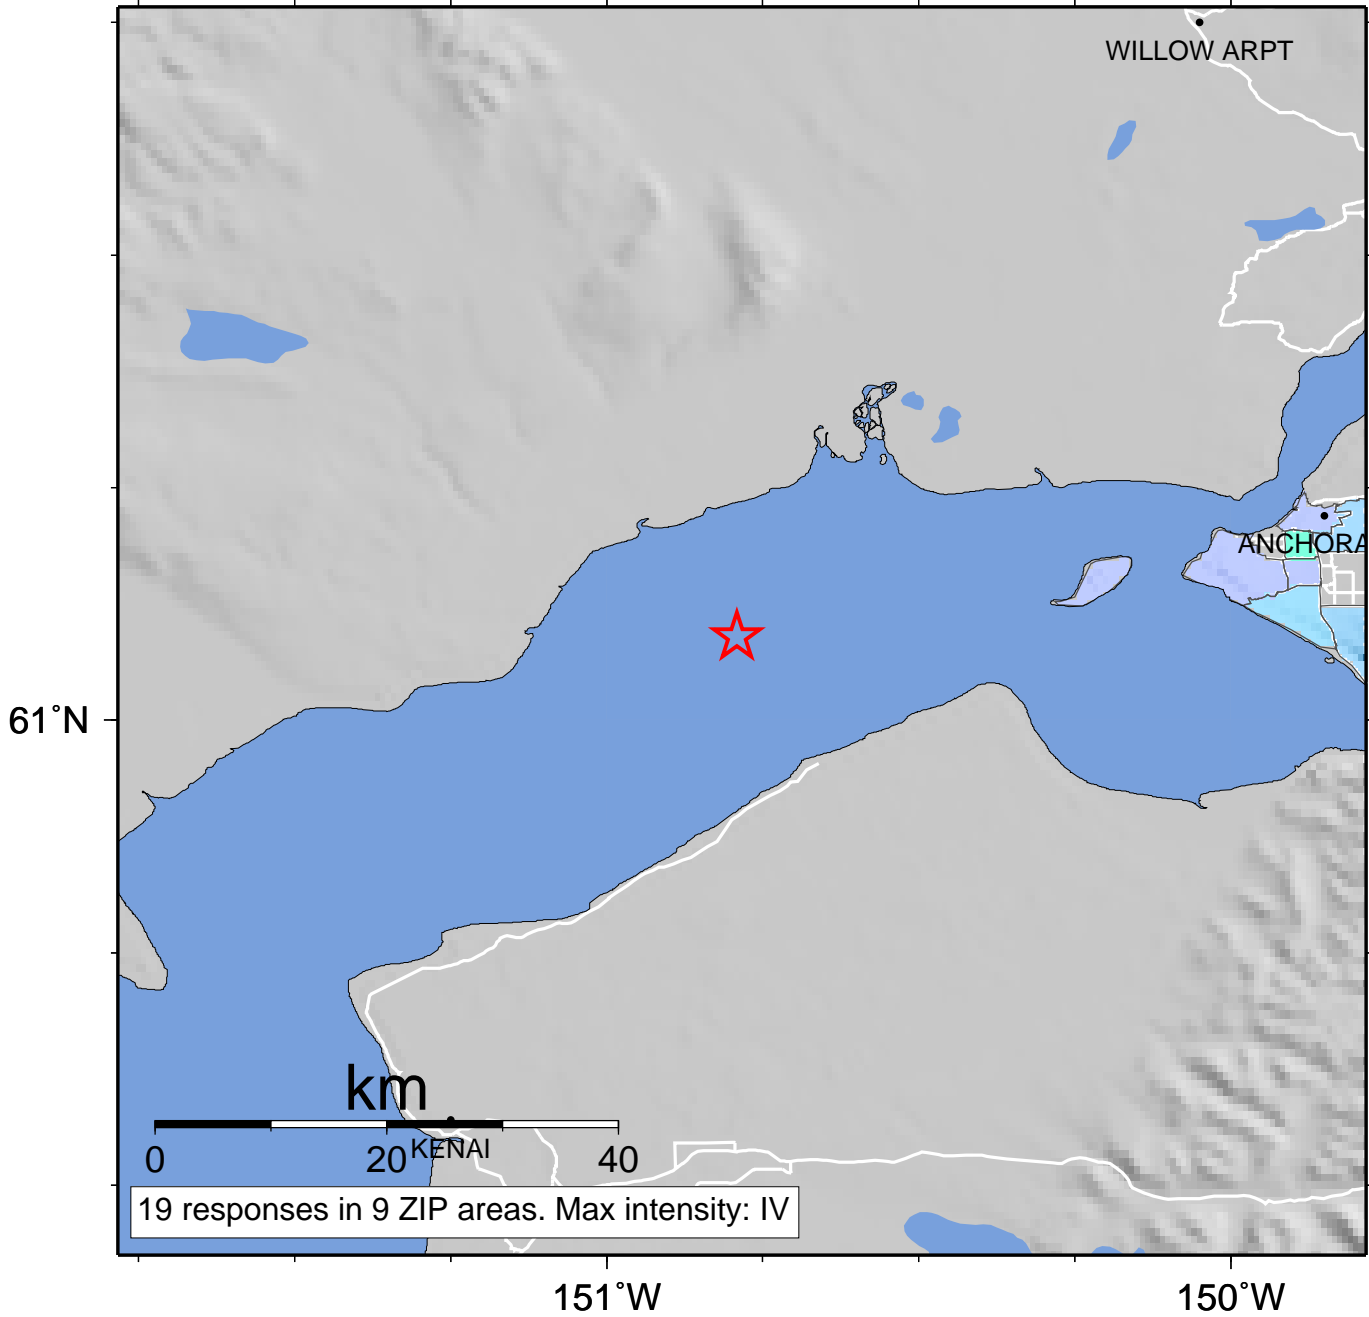 WILLOW ARPT
ANCHORA
61°N
km
0 20 40
KENAI
19 responses in 9 ZIP areas. Max intensity: IV
151°W 150°W